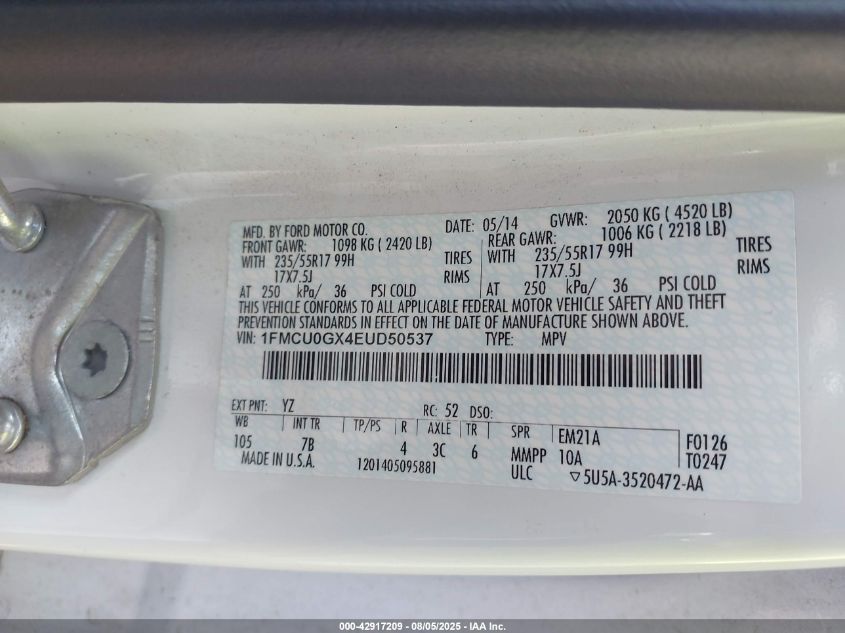 MFD. BY FORD MOTOR CO. DATE: 05/14 GVWR: 2050 KG ( 4520 LB)
FRONT GAWR: 1098 KG ( 2420 LB) REAR GAWR: 1006 KG ( 2218 LB)
WITH 235/55R17 99H TIRES WITH 235/55R17 99H TIRES
17X7.5J RIMS 17X7.5J RIMS
AT 250 kPa/ 36 PSI COLD AT 250 kPa/ 36 PSI COLD
THIS VEHICLE CONFORMS TO ALL APPLICABLE FEDERAL MOTOR VEHICLE SAFETY AND THEFT
PREVENTION STANDARDS IN EFFECT ON THE DATE OF MANUFACTURE SHOWN ABOVE.
VIN: 1FMCU0GX4EUD50537 TYPE: MPV
EXT PNT: YZ RC: 52 DSO:
WB INT TR TP/PS R AXLE TR SPR EM21A F0126
105 7B 4 3C 6 MMPP 10A T0247
MADE IN U.S.A. 1201405095881 ULC ▽5U5A-3520472-AA
000-42917209 - 08/05/2025 - IAA Inc.